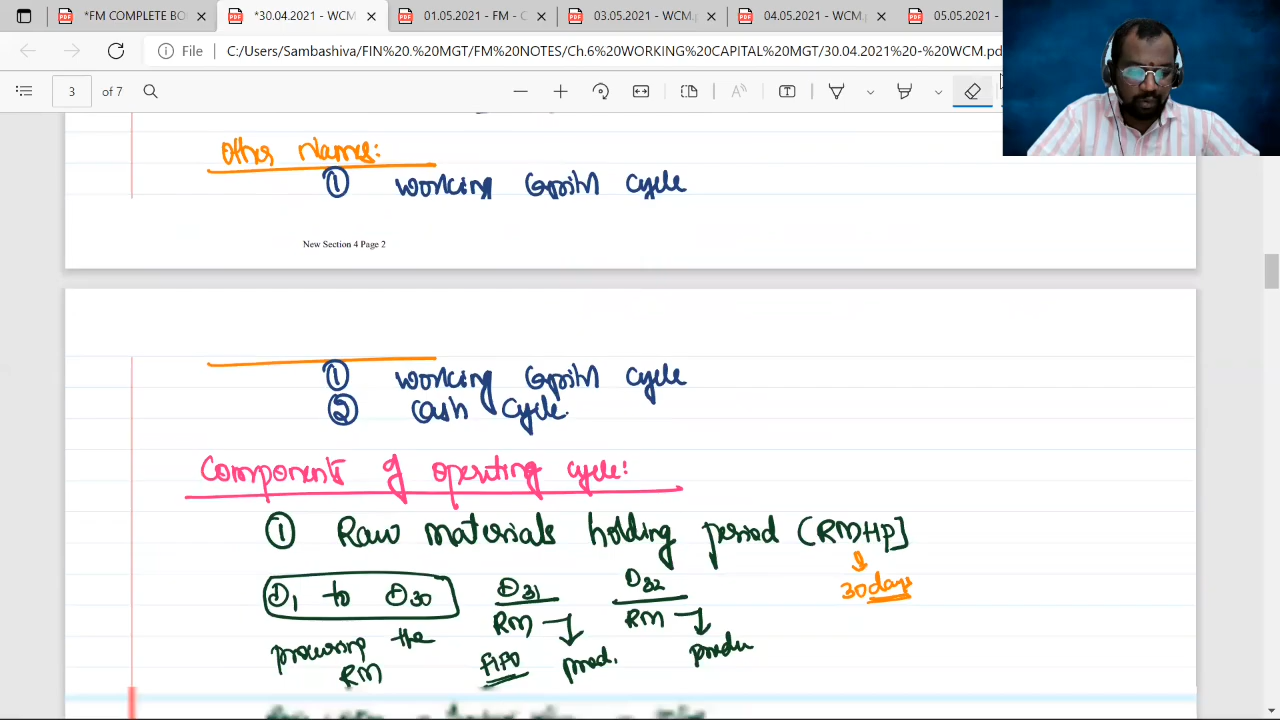 *FM COMPLETE BO
*30.04.2021 - WCM
01.05.2021 - FM - C
03.05.2021 - WCM.p
04.05.2021 - WCM.
05.05.2021 -
File
C:/Users/Sambashiva/FIN%20.%20MGT/FM%20NOTES/Ch.6%20WORKING%20CAPITAL%20MGT/30.04.2021%20-%20WCM.pd
3 of 7
Other Names:
① Working Capital cycle
New Section 4 Page 2
① Working Capital cycle
② Cash Cycle.
Components of operating cycle:
① Raw materials holding period (RMHP]
30 days
D1 to D30 D31 D32
RM RM
procuring the
RM
FIFO prod. produ